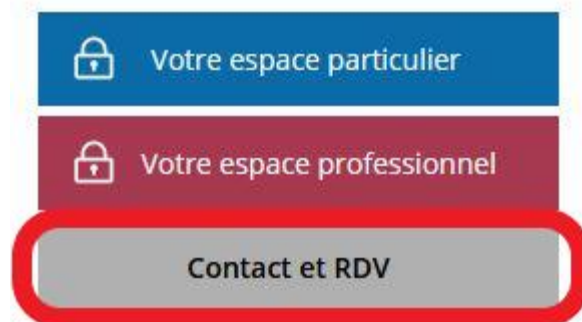 Votre espace particulier
Votre espace professionnel
Contact et RDV